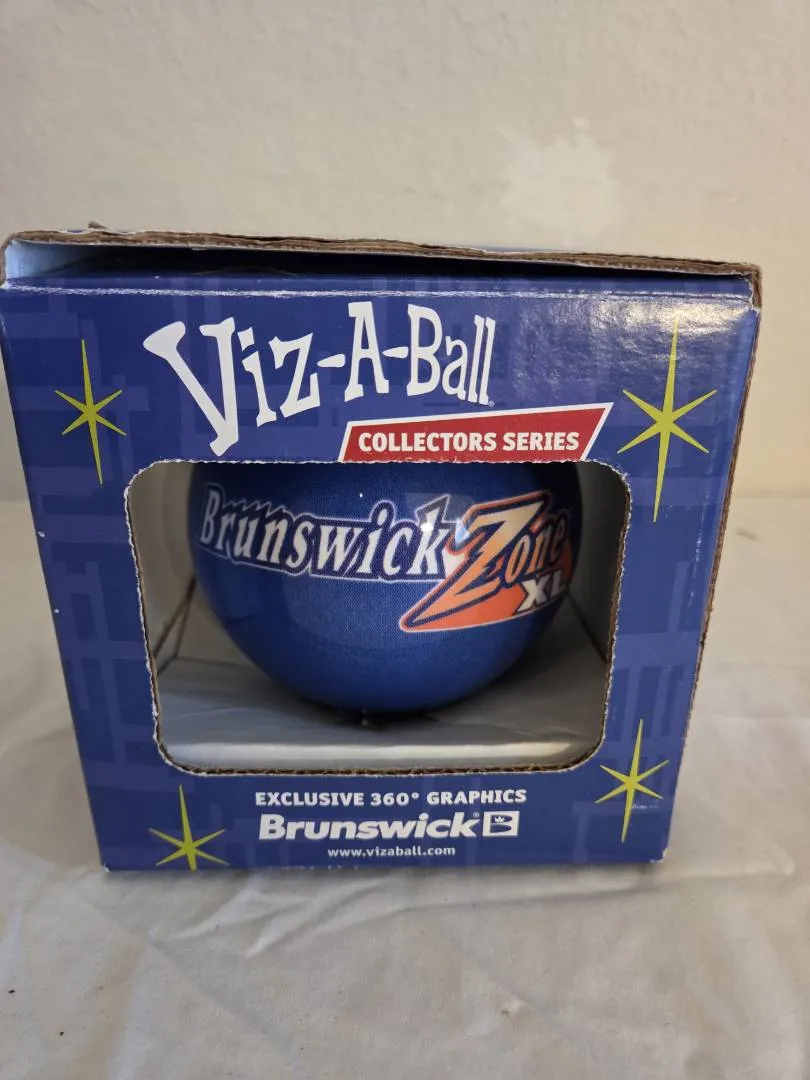 Viz-A-Ball
COLLECTORS SERIES
Brunswick Zone
XL
EXCLUSIVE 360° GRAPHICS
Brunswick
www.vizaball.com